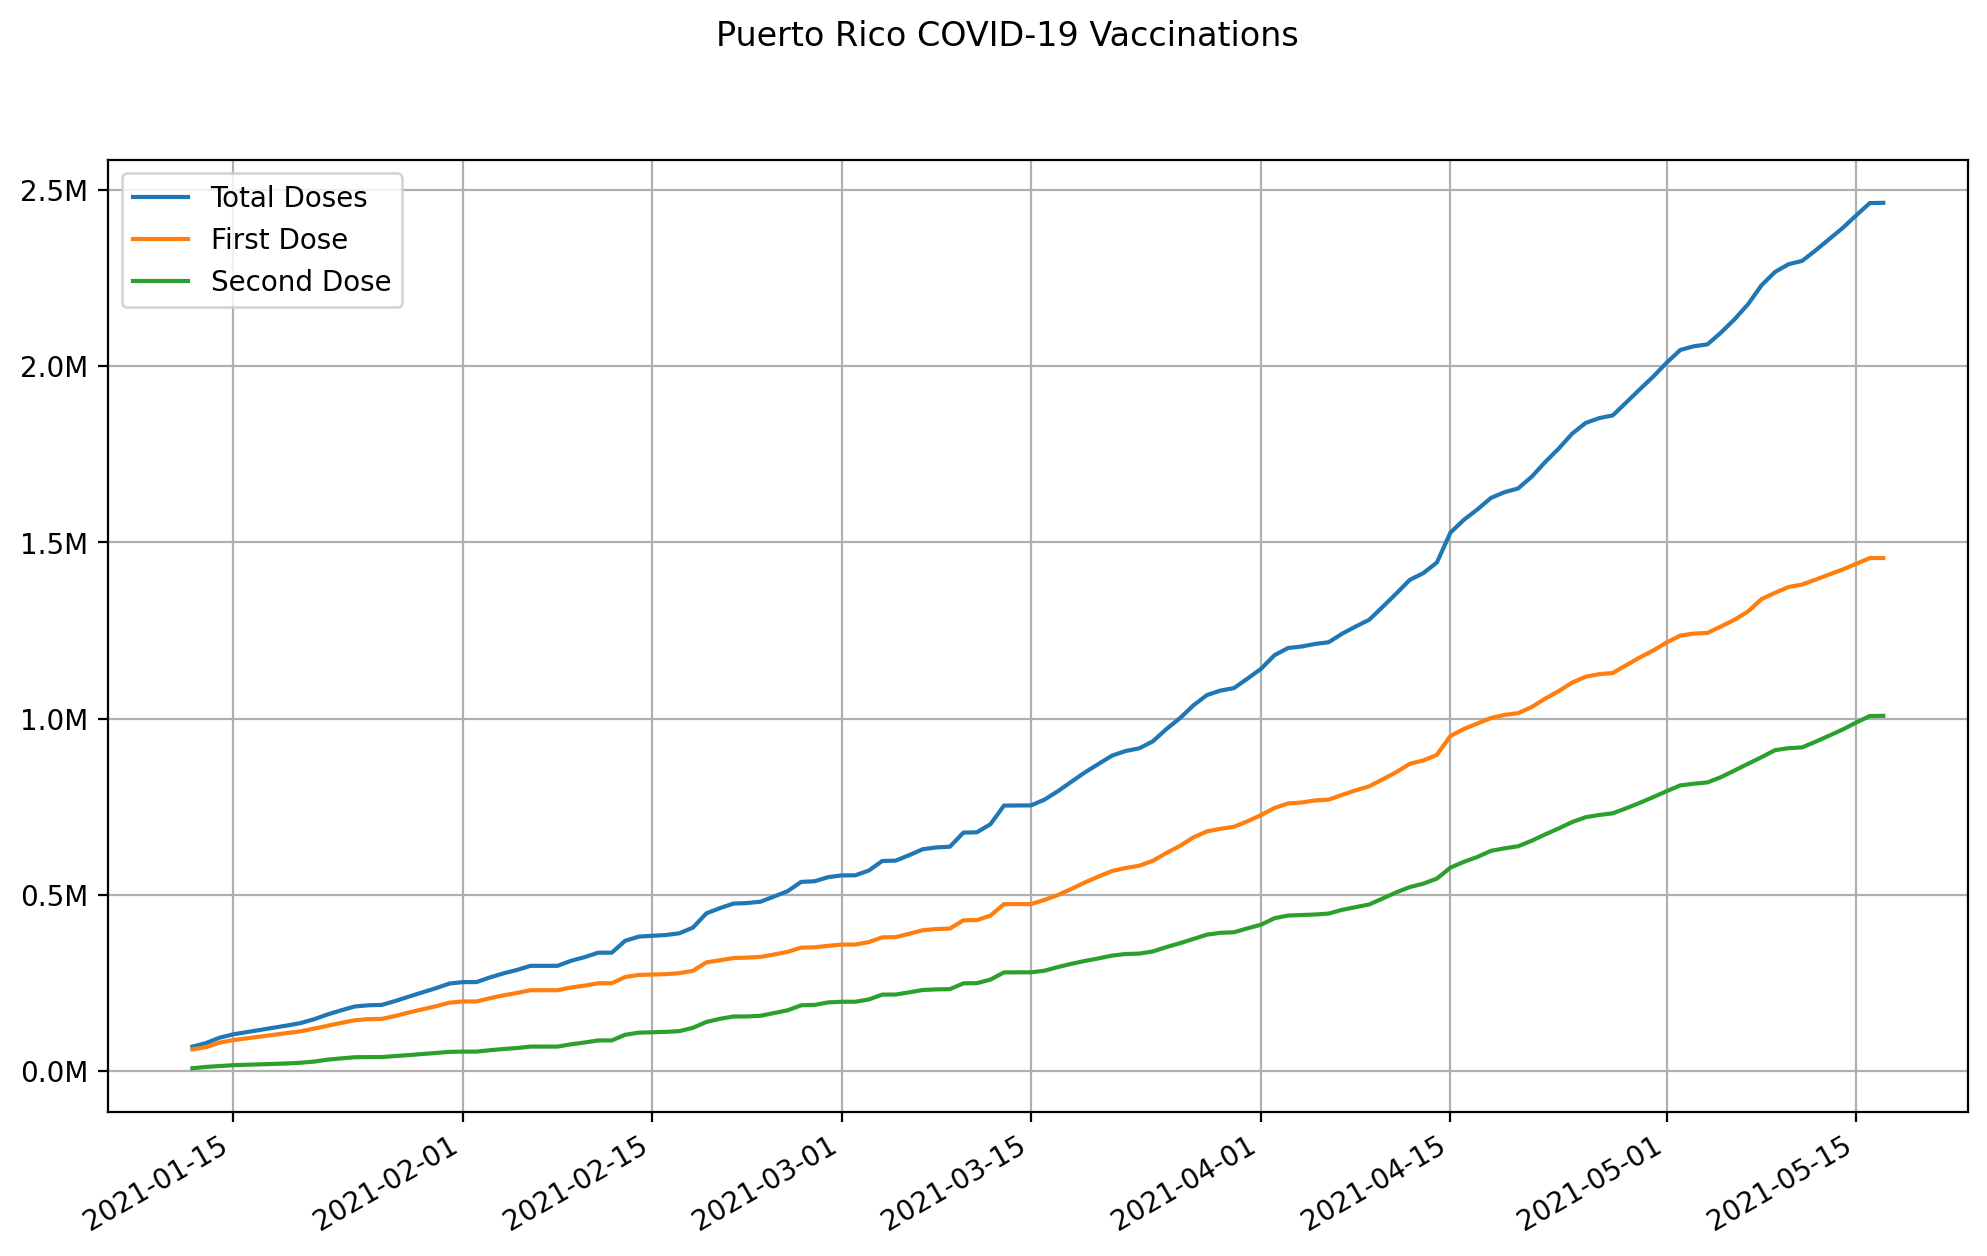 Puerto Rico COVID-19 Vaccinations
Total Doses
First Dose
Second Dose
2.5M
2.0M
1.5M
1.0M
0.5M
0.0M
2021-01-15
2021-02-01
2021-02-15
2021-03-01
2021-03-15
2021-04-01
2021-04-15
2021-05-01
2021-05-15